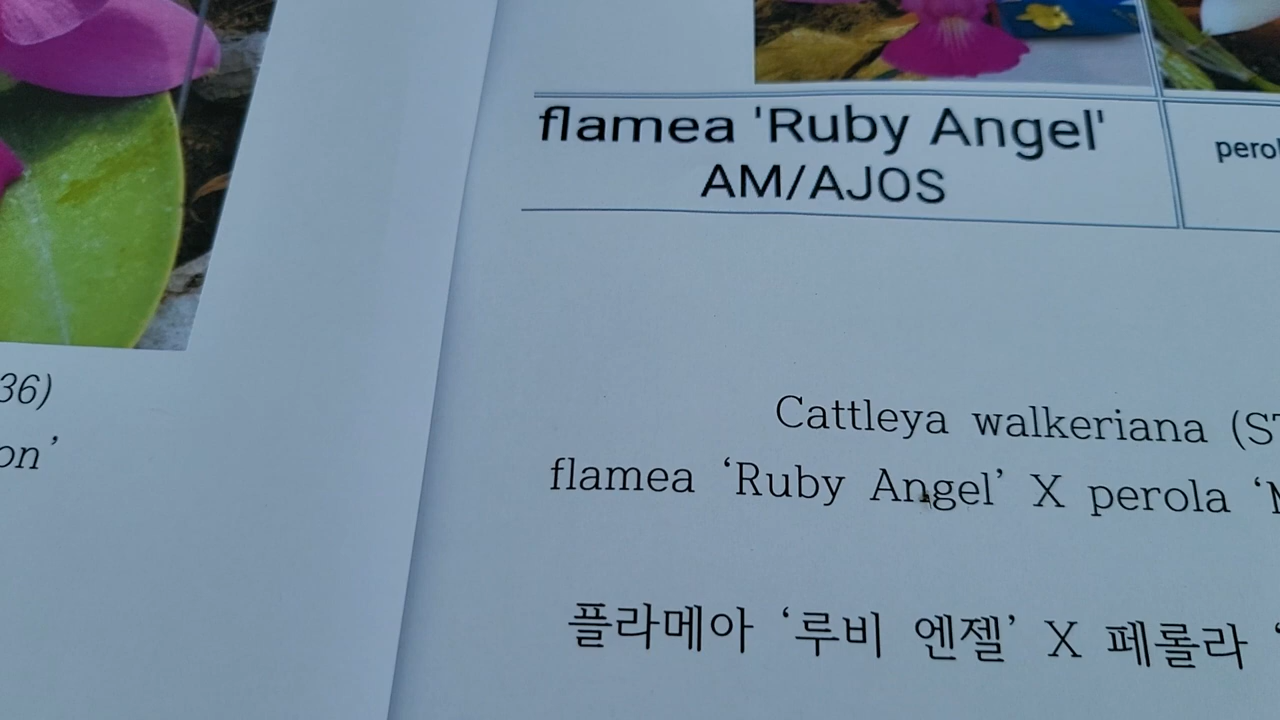 36)
on’
flamea 'Ruby Angel'
AM/AJOS
Cattleya walkeriana
flamea ‘Ruby Angel’ X perola
플라메아 ‘루비 엔젤’ X 페롤라